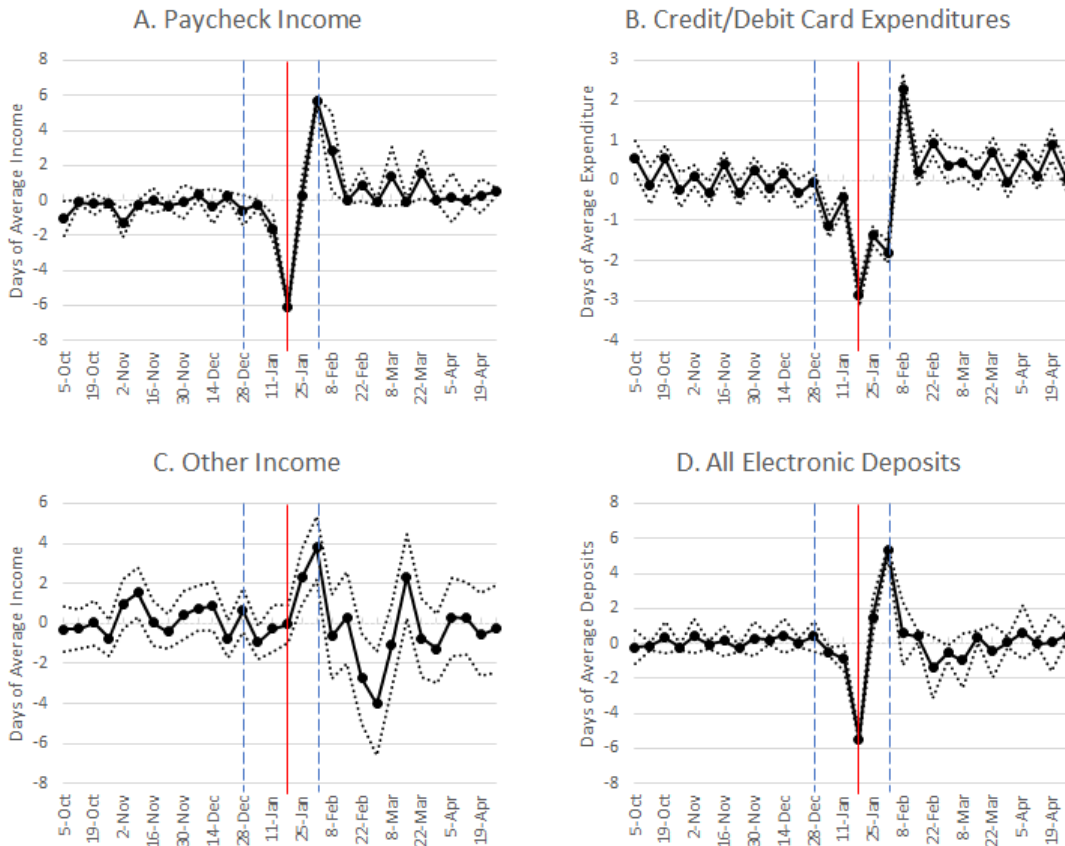 A. Paycheck Income
Days of Average Income
8
6
4
2
0
-2
-4
-6
-8
5-Oct
19-Oct
2-Nov
16-Nov
30-Nov
14-Dec
28-Dec
11-Jan
25-Jan
8-Feb
22-Feb
8-Mar
22-Mar
5-Apr
19-Apr
B. Credit/Debit Card Expenditures
Days of Average Expenditure
3
2
1
0
-1
-2
-3
-4
5-Oct
19-Oct
2-Nov
16-Nov
30-Nov
14-Dec
28-Dec
11-Jan
25-Jan
8-Feb
22-Feb
8-Mar
22-Mar
5-Apr
19-Apr
C. Other Income
Days of Average Income
6
4
2
0
-2
-4
-6
-8
5-Oct
19-Oct
2-Nov
16-Nov
30-Nov
14-Dec
28-Dec
11-Jan
25-Jan
8-Feb
22-Feb
8-Mar
22-Mar
5-Apr
19-Apr
D. All Electronic Deposits
Days of Average Deposits
8
6
4
2
0
-2
-4
-6
-8
5-Oct
19-Oct
2-Nov
16-Nov
30-Nov
14-Dec
28-Dec
11-Jan
25-Jan
8-Feb
22-Feb
8-Mar
22-Mar
5-Apr
19-Apr